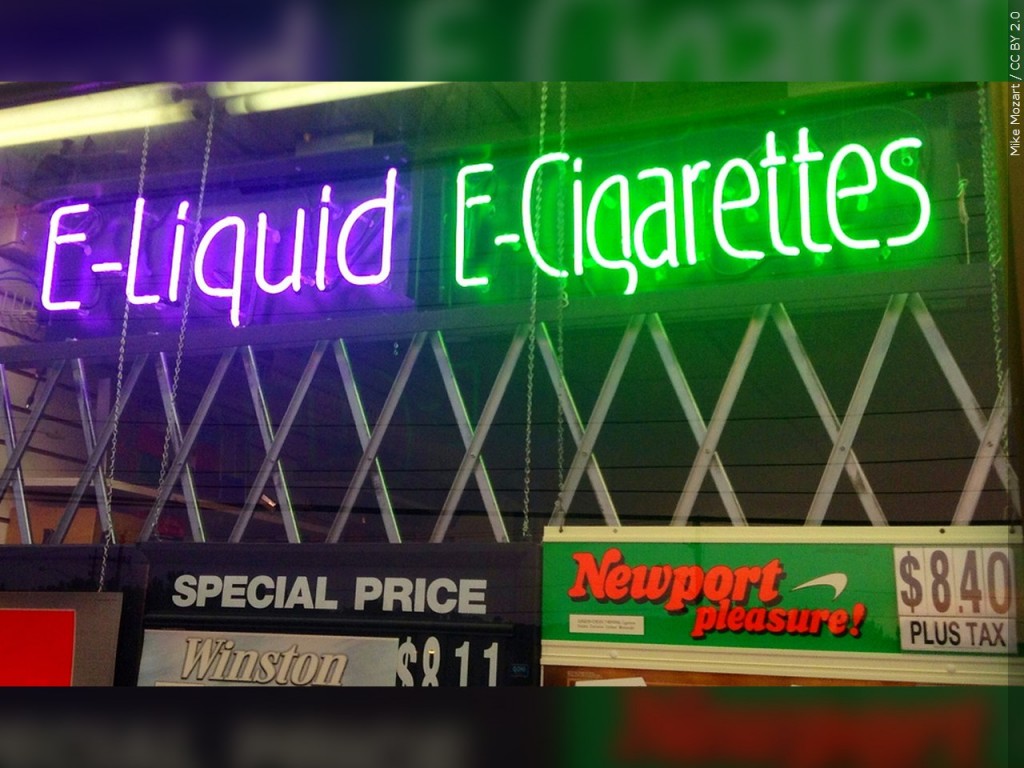 Mike Mozart / CC BY 2.0
E-Liquid E-Cigarettes
SPECIAL PRICE
Winston $8.11
Newport pleasure!
$8.40
PLUS TAX